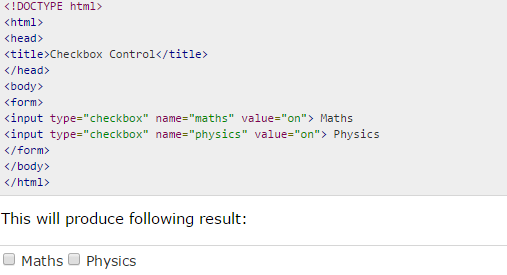 <!DOCTYPE html>
<html>
<head>
<title>Checkbox Control</title>
</head>
<body>
<form>
<input type="checkbox" name="maths" value="on"> Maths
<input type="checkbox" name="physics" value="on"> Physics
</form>
</body>
</html>
This will produce following result:
Maths Physics